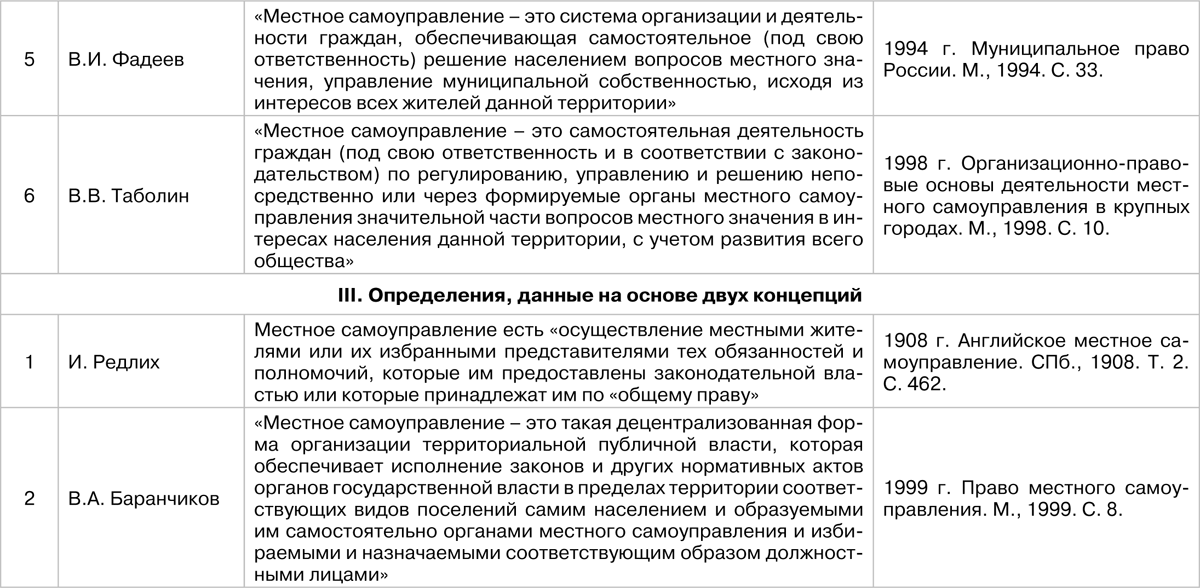 5
В.И. Фадеев
«Местное самоуправление – это система организации и деятель-
ности граждан, обеспечивающая самостоятельное (под свою
ответственность) решение населением вопросов местного зна-
чения, управление муниципальной собственностью, исходя из
интересов всех жителей данной территории»
1994 г. Муниципальное право
России. М., 1994. С. 33.
6
В.В. Таболин
«Местное самоуправление – это самостоятельная деятельность
граждан (под свою ответственность и в соответствии с законо-
дательством) по регулированию, управлению и решению непо-
средственно или через формируемые органы местного самоу-
правления значительной части вопросов местного значения в ин-
тересах населения данной территории, с учетом развития всего
общества»
1998 г. Организационно-право-
вые основы деятельности мест-
ного самоуправления в крупных
городах. М., 1998. С. 10.
III. Определения, данные на основе двух концепций
1
И. Редлих
Местное самоуправление есть «осуществление местными жите-
лями или их избранными представителями тех обязанностей и
полномочий, которые им предоставлены законодательной вла-
стью или которые принадлежат им по «общему праву»
1908 г. Английское местное са-
моуправление. СПб., 1908. Т. 2.
С. 462.
2
В.А. Баранчиков
«Местное самоуправление – это такая децентрализованная фор-
ма организации территориальной публичной власти, которая
обеспечивает исполнение законов и других нормативных актов
органов государственной власти в пределах территории соответ-
ствующих видов поселений самим населением и образуемыми
им самостоятельно органами местного самоуправления и изби-
раемыми и назначаемыми соответствующим образом должност-
ными лицами»
1999 г. Право местного самоу-
правления. М., 1999. С. 8.